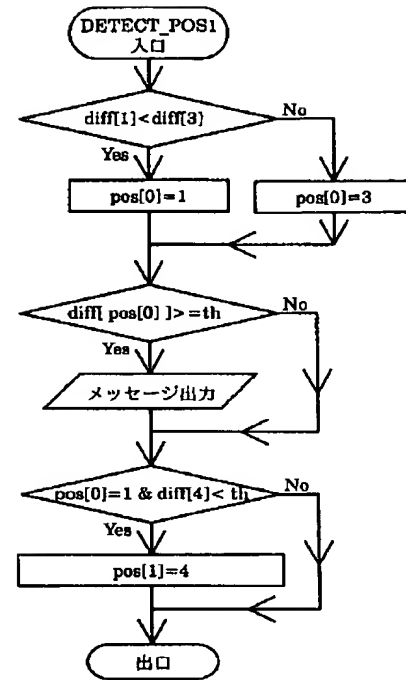 DETECT_POS1
入口
diff[1]<diff[3]
No
Yes
pos[0]=1
pos[0]=3
diff[ pos[0] ]>=th
No
Yes
メッセージ出力
pos[0]=1 & diff[4]< th
No
Yes
pos[1]=4
出口